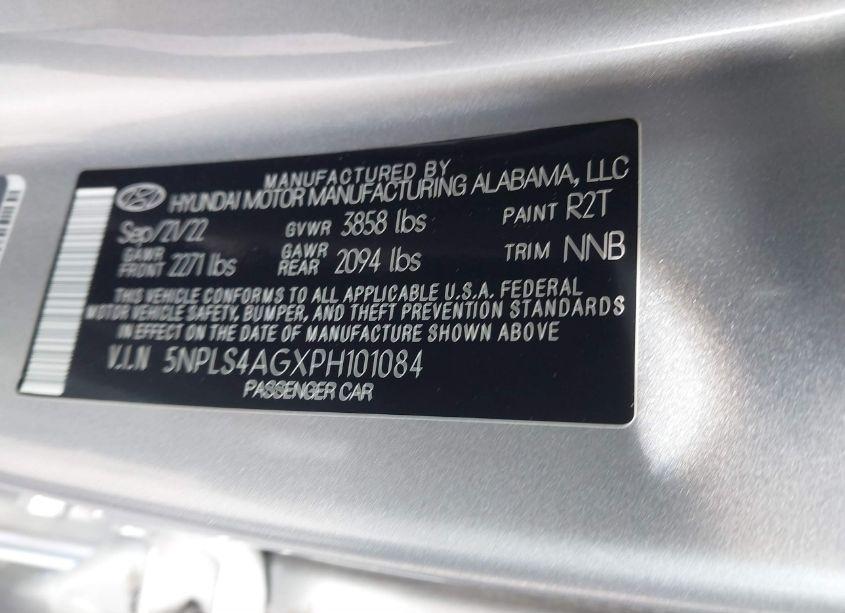 MANUFACTURED BY
HYUNDAI MOTOR MANUFACTURING ALABAMA, LLC
Sep/21/22 GVWR 3858 lbs PAINT R2T
GAWR FRONT 2271 lbs GAWR REAR 2094 lbs TRIM NNB
THIS VEHICLE CONFORMS TO ALL APPLICABLE U.S.A. FEDERAL
MOTOR VEHICLE SAFETY, BUMPER, AND THEFT PREVENTION STANDARDS
IN EFFECT ON THE DATE OF MANUFACTURE SHOWN ABOVE
V.I.N 5NPLS4AGXPH101084
PASSENGER CAR